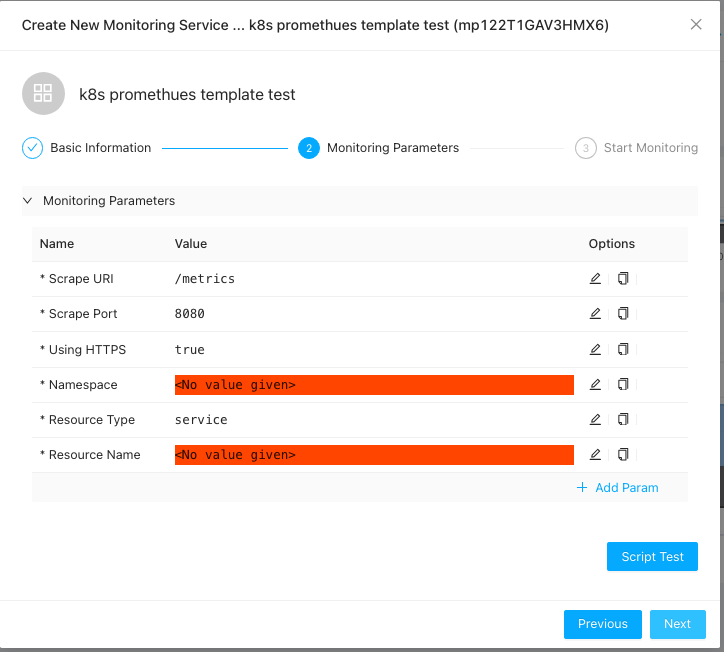 Create New Monitoring Service ... k8s promethues template test (mp122T1GAV3HMX6)
k8s promethues template test
Basic Information
2 Monitoring Parameters
3 Start Monitoring
Monitoring Parameters
Name Value Options
* Scrape URI /metrics
* Scrape Port 8080
* Using HTTPS true
* Namespace <No value given>
* Resource Type service
* Resource Name <No value given>
+ Add Param
Script Test
Previous Next